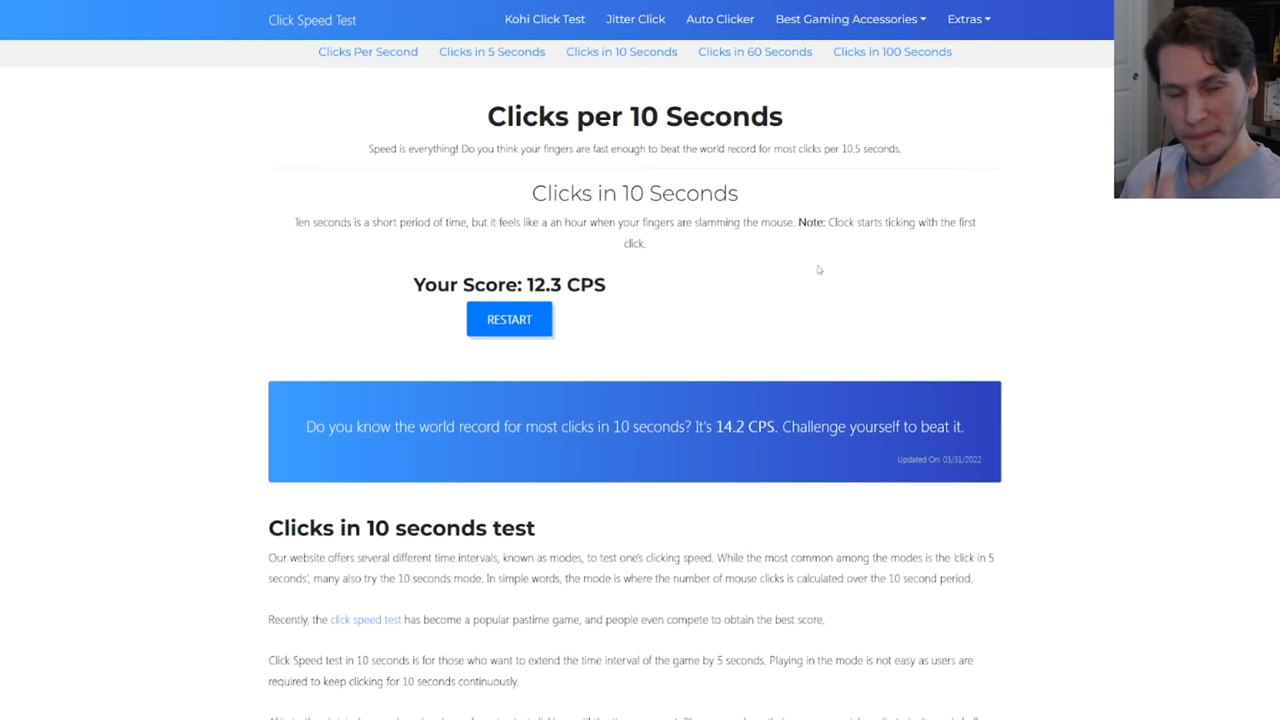 Click Speed Test
Kohi Click Test Jitter Click Auto Clicker Best Gaming Accessories Extras
Clicks Per Second Clicks in 5 Seconds Clicks in 10 Seconds Clicks in 60 Seconds Clicks in 100 Seconds
Clicks per 10 Seconds
Speed is everything! Do you think your fingers are fast enough to beat the world record for most clicks per 10.5 seconds.
Clicks in 10 Seconds
Ten seconds is a short period of time, but it feels like a an hour when your fingers are slamming the mouse. Note: Clock starts ticking with the first
click.
Your Score: 12.3 CPS
RESTART
Do you know the world record for most clicks in 10 seconds? It's 14.2 CPS. Challenge yourself to beat it.
Updated On: 03/31/2022
Clicks in 10 seconds test
Our website offers several different time intervals, known as modes, to test one's clicking speed. While the most common among the modes is the 'click in 5
seconds', many also try the 10 seconds mode. In simple words, the mode is where the number of mouse clicks is calculated over the 10 second period.
Recently, the click speed test has become a popular pastime game, and people even compete to obtain the best score.
Click Speed test in 10 seconds is for those who want to extend the time interval of the game by 5 seconds. Playing in the mode is not easy as users are
required to keep clicking for 10 seconds continuously.